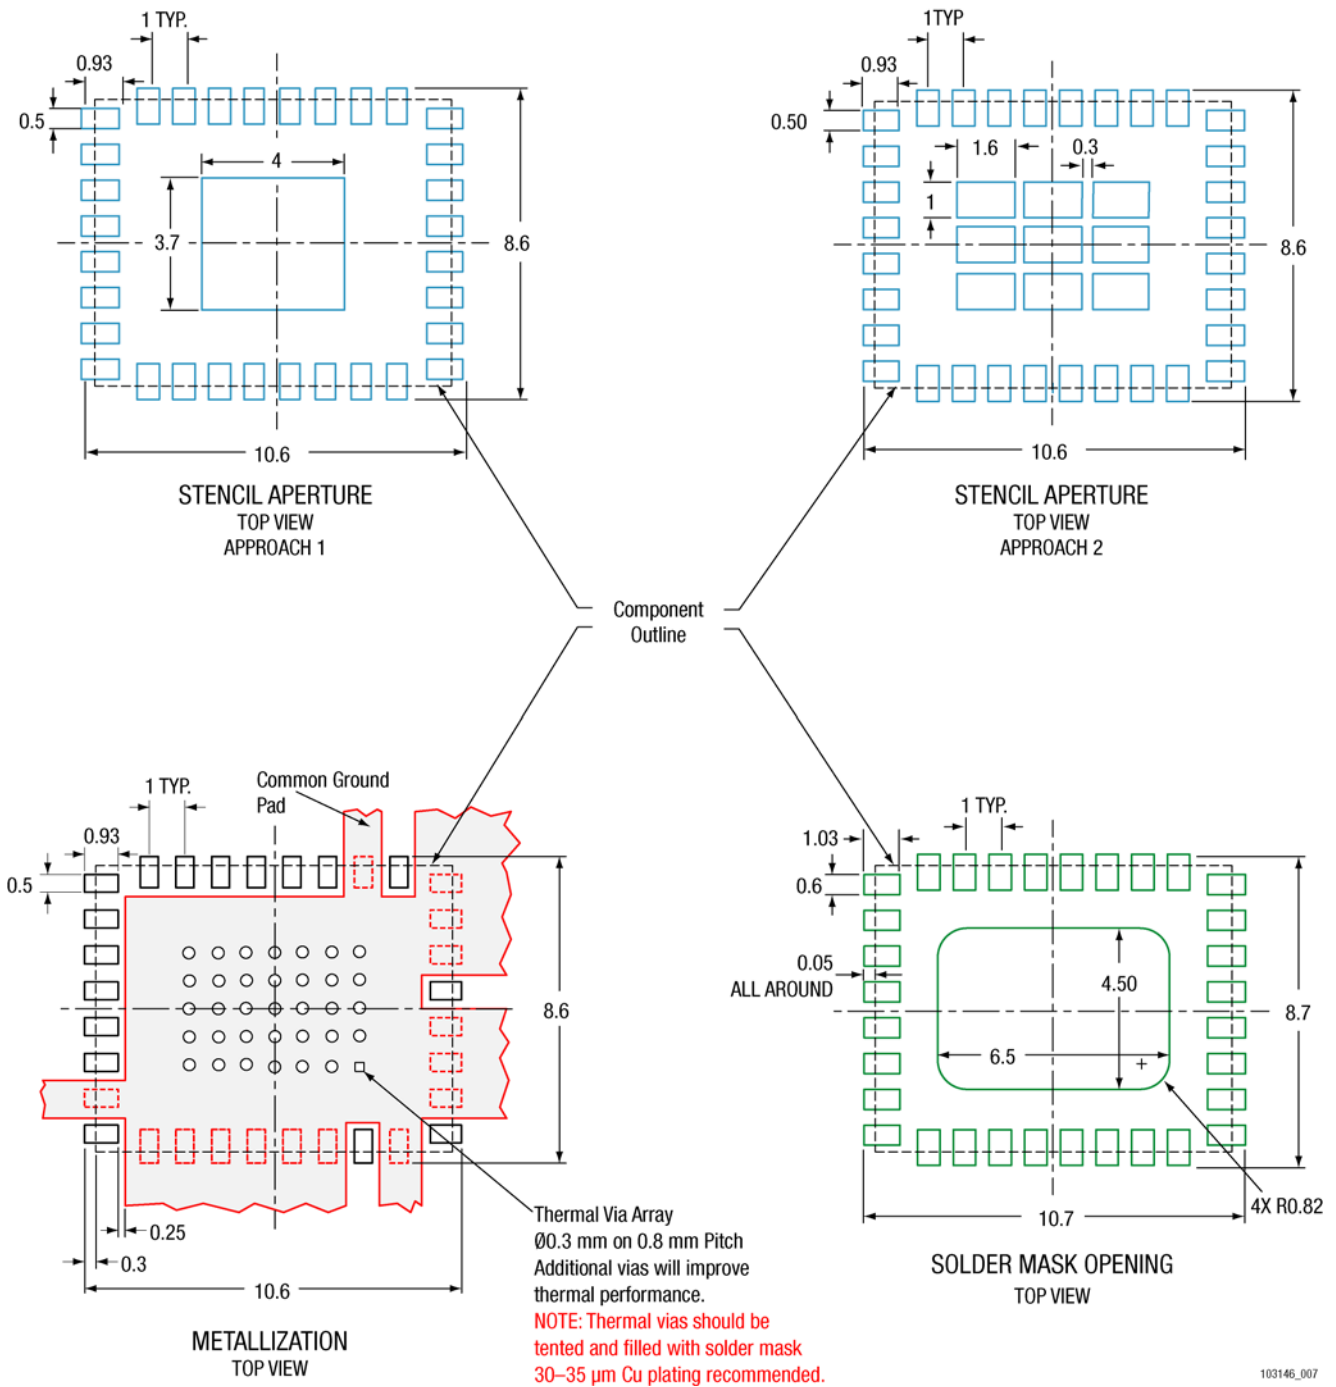 1 TYP.
0.93
0.5
4
3.7
8.6
10.6
STENCIL APERTURE
TOP VIEW
APPROACH 1
1TYP
0.93
0.50
1.6
0.3
1
8.6
10.6
STENCIL APERTURE
TOP VIEW
APPROACH 2
Component
Outline
1 TYP.
Common Ground
Pad
0.93
0.5
8.6
0.25
0.3
10.6
METALLIZATION
TOP VIEW
Thermal Via Array
Ø0.3 mm on 0.8 mm Pitch
Additional vias will improve
thermal performance.
NOTE: Thermal vias should be
tented and filled with solder mask
30–35 μm Cu plating recommended.
1 TYP.
1.03
0.6
0.05
ALL AROUND
4.50
6.5
8.7
4X R0.82
10.7
SOLDER MASK OPENING
TOP VIEW
103146_007